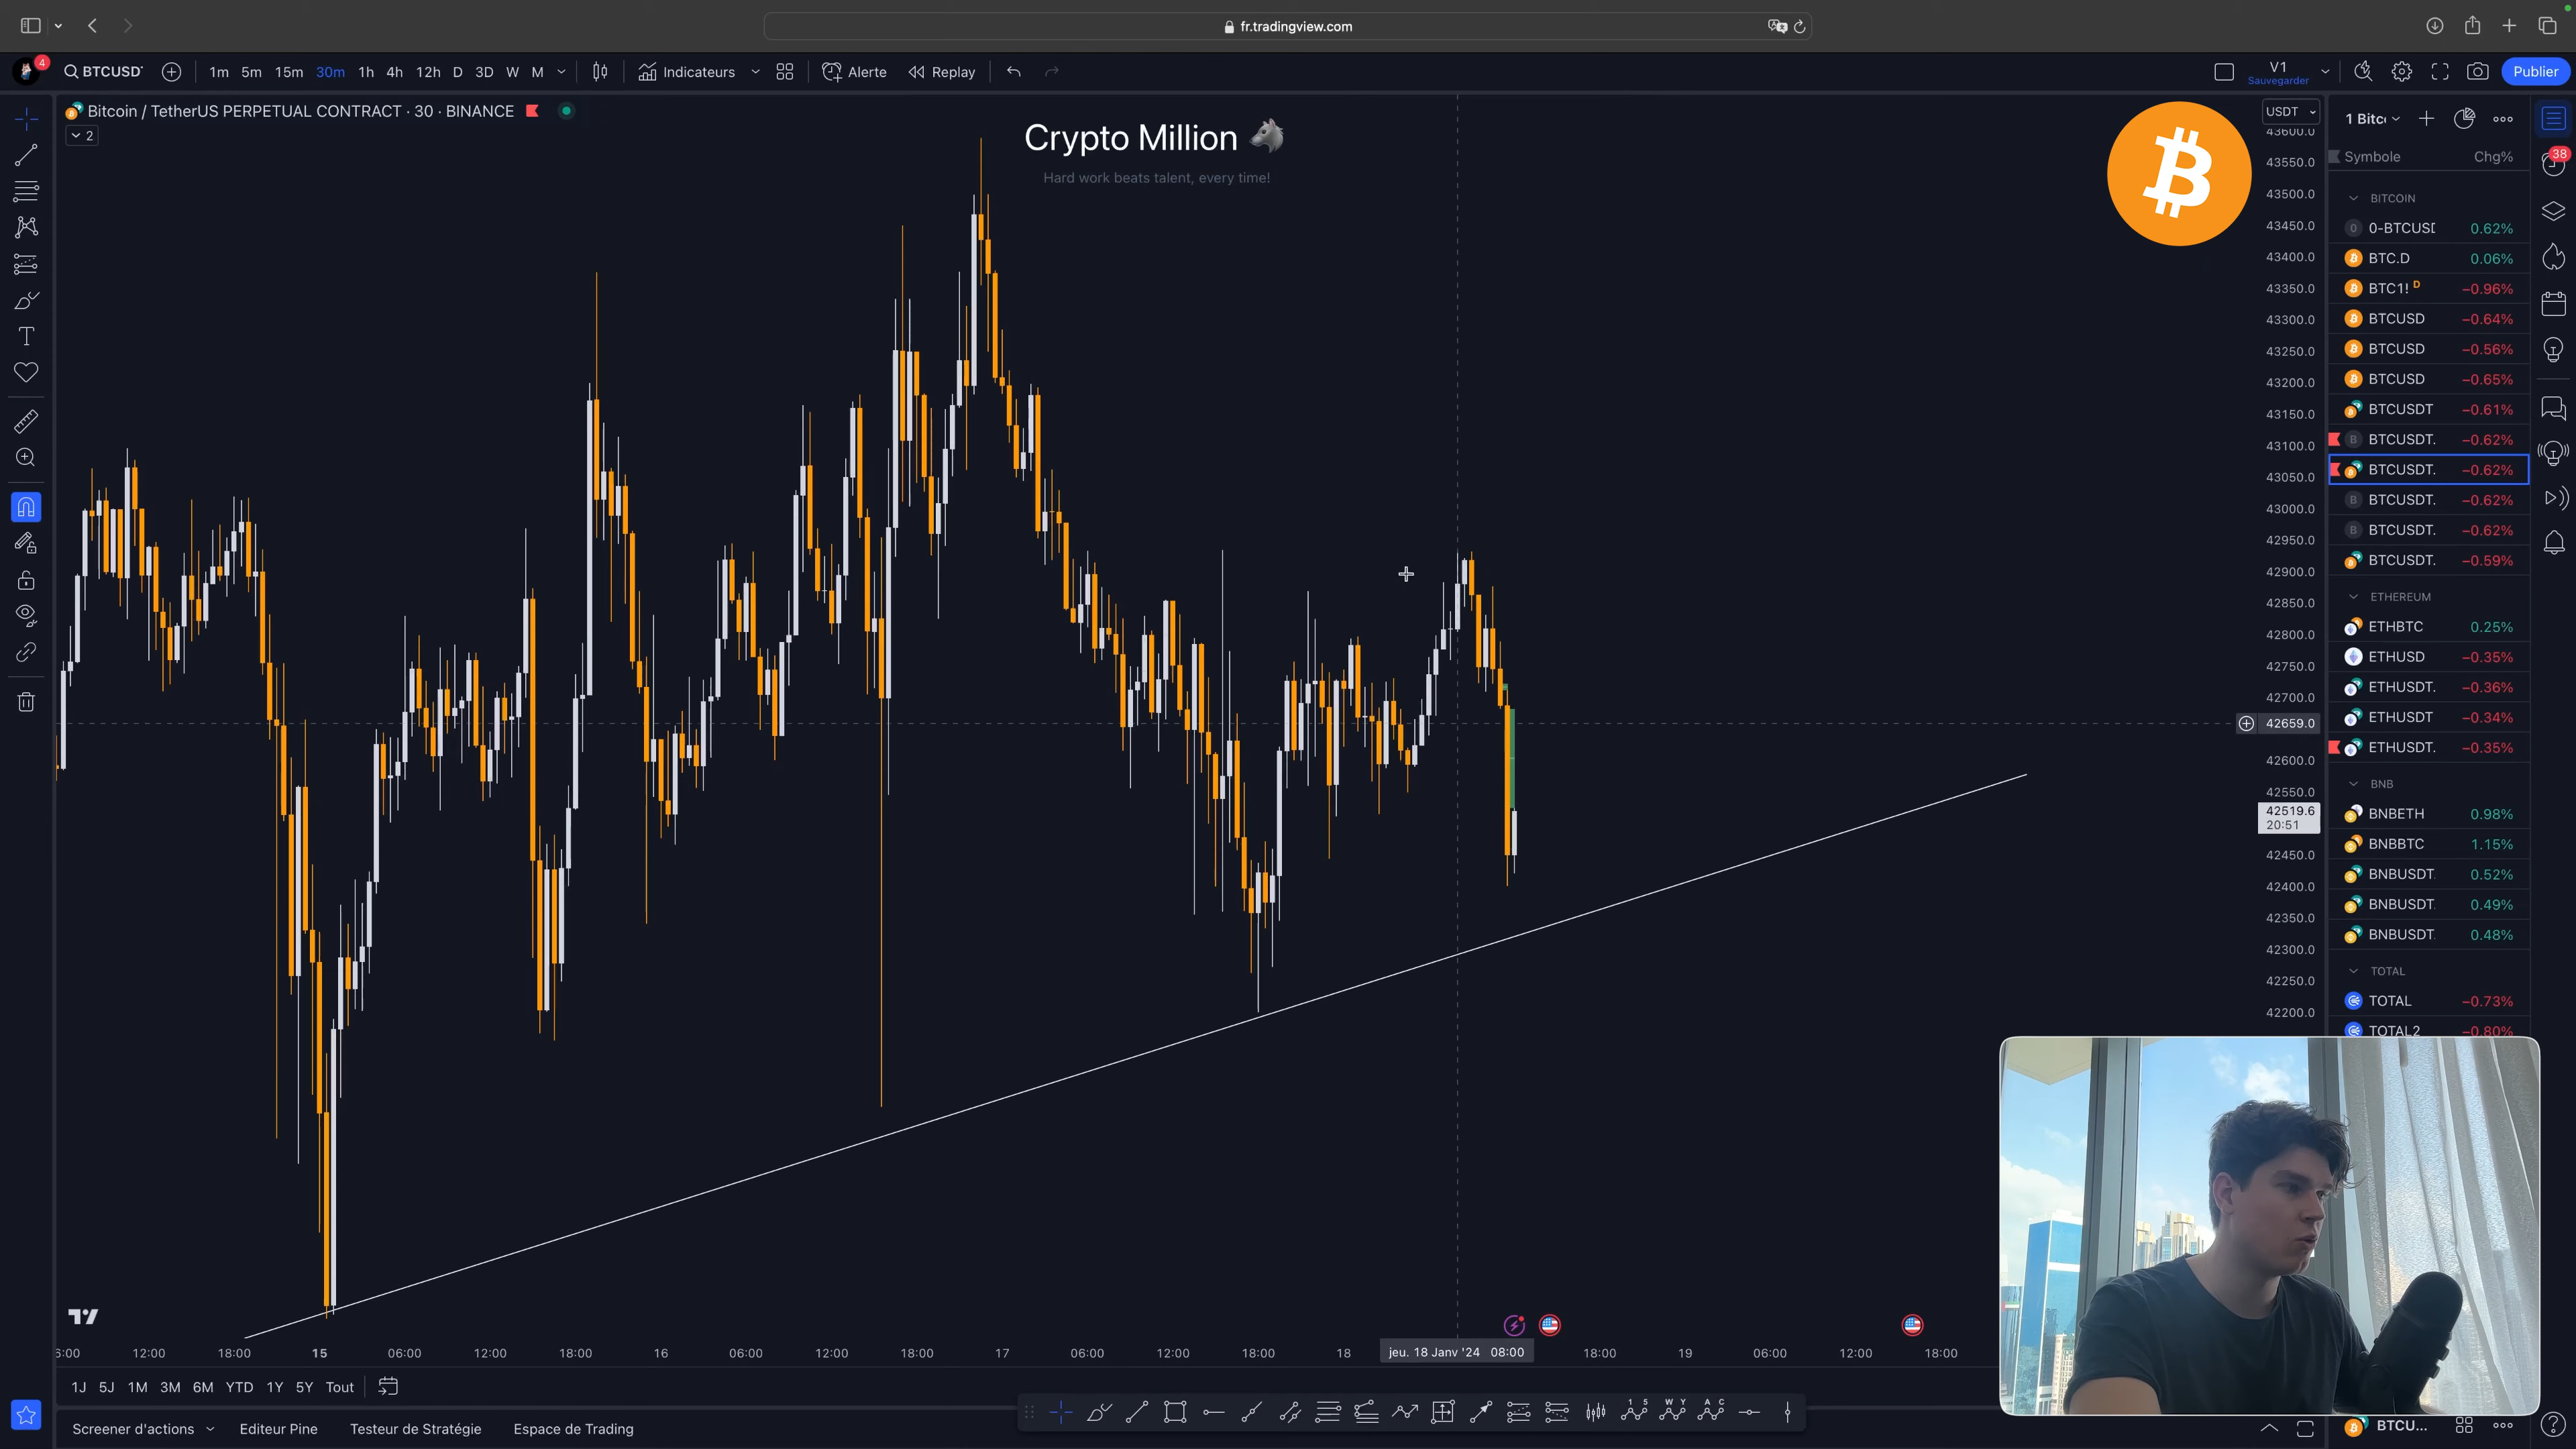 fr.tradingview.com
4
BTCUSD
1m 5m 15m 30m 1h 4h 12h D 3D W M
Indicateurs
Alerte
Replay
V1
Sauvegarder
Publier
Bitcoin / TetherUS PERPETUAL CONTRACT · 30 · BINANCE
2
Crypto Million
Hard work beats talent, every time!
USDT
43600.0
43550.0
43500.0
43450.0
43400.0
43350.0
43300.0
43250.0
43200.0
43150.0
43100.0
43050.0
43000.0
42950.0
42900.0
42850.0
42800.0
42750.0
42700.0
42659.0
42600.0
42550.0
42519.6
20:51
42450.0
42400.0
42350.0
42300.0
42250.0
42200.0
1 Bitc
38
Symbole Chg%
BITCOIN
0-BTCUSD 0.62%
BTC.D 0.06%
BTC1! D −0.96%
BTCUSD −0.64%
BTCUSD −0.56%
BTCUSD −0.65%
BTCUSDT −0.61%
BTCUSDT. −0.62%
BTCUSDT. −0.62%
BTCUSDT. −0.62%
BTCUSDT. −0.62%
BTCUSDT. −0.59%
ETHEREUM
ETHBTC 0.25%
ETHUSD −0.35%
ETHUSDT. −0.36%
ETHUSDT −0.34%
ETHUSDT. −0.35%
BNB
BNBETH 0.98%
BNBBTC 1.15%
BNBUSDT 0.52%
BNBUSDT 0.49%
BNBUSDT 0.48%
TOTAL
TOTAL −0.73%
TOTAL2 −0.80%
12:00 18:00 15 06:00 12:00 18:00 16 06:00 12:00 18:00 17 06:00 12:00 18:00 18 jeu. 18 Janv '24 08:00 18:00 19 06:00 12:00 18:00
1J 5J 1M 3M 6M YTD 1Y 5Y Tout
Screener d'actions Editeur Pine Testeur de Stratégie Espace de Trading
BTCU...